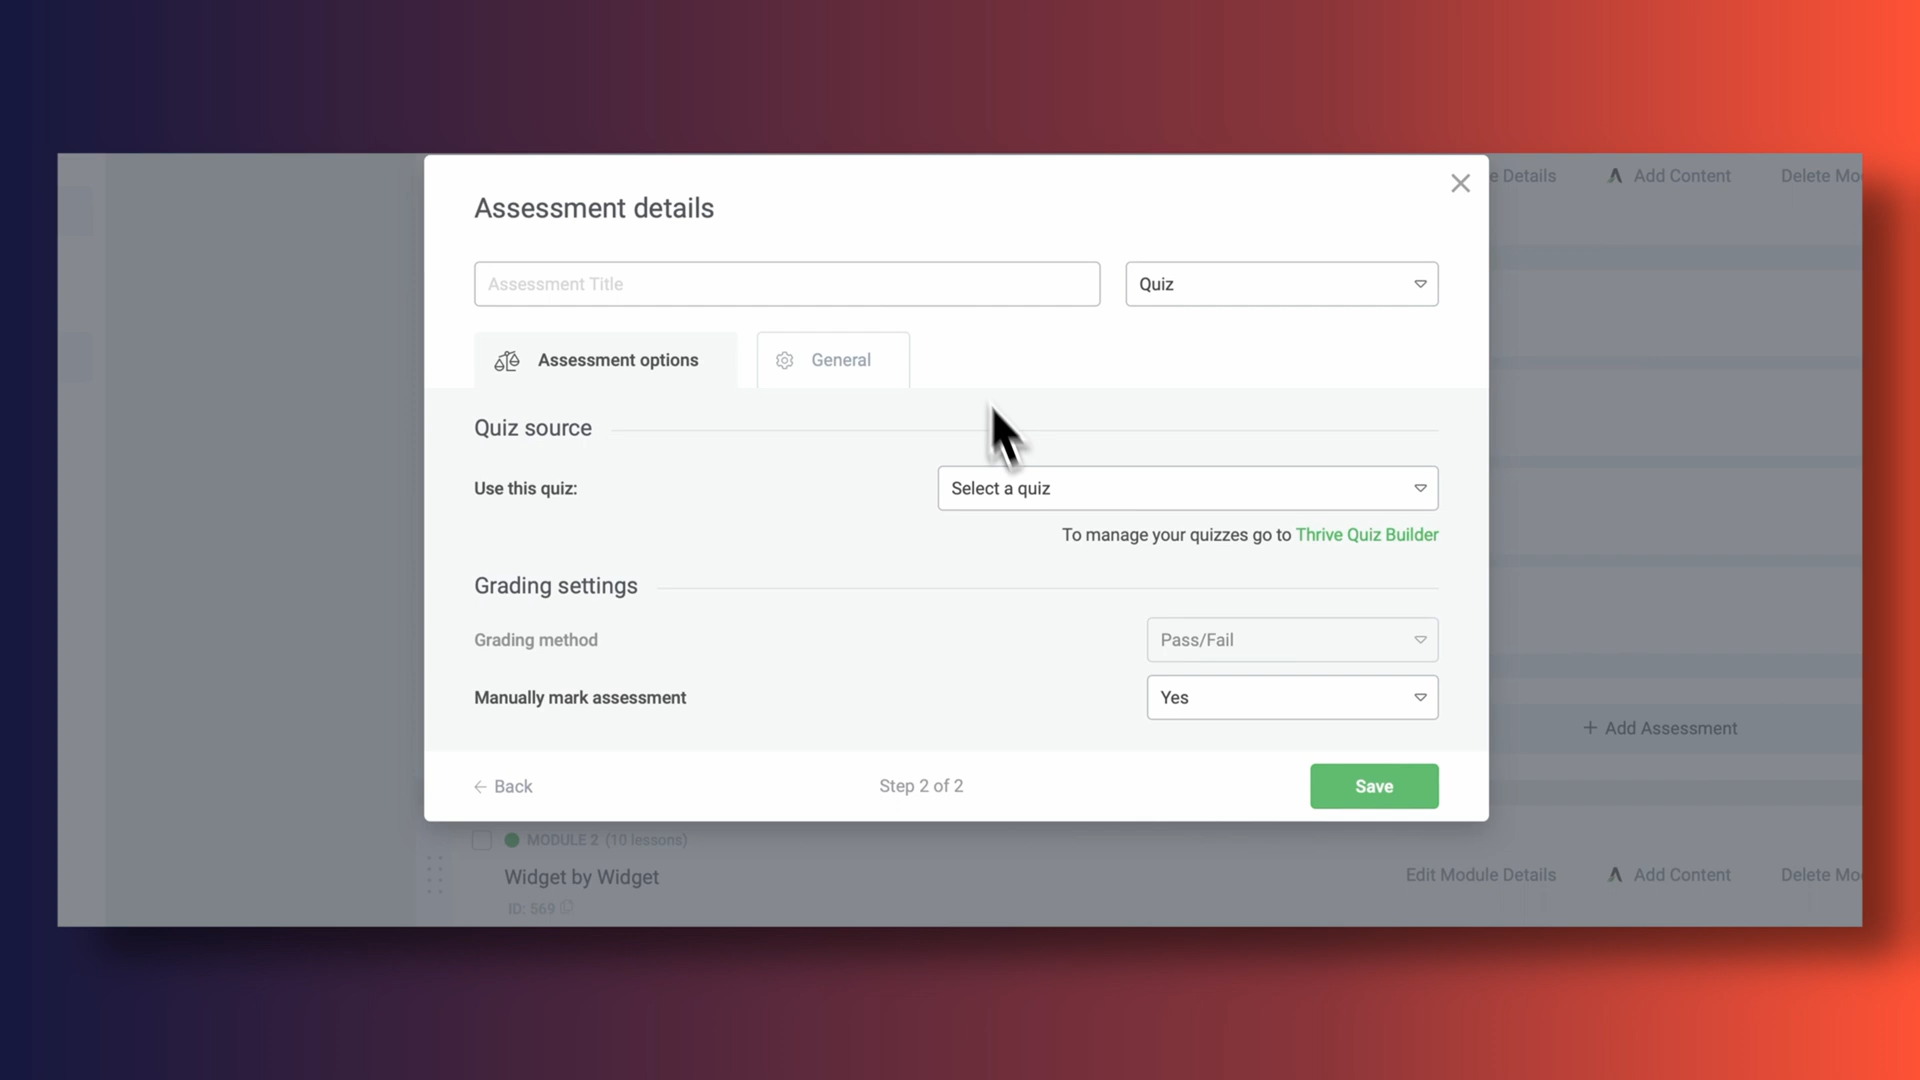 Assessment details
e Details
Add Content
Delete Mo
Assessment Title
Quiz
Assessment options
General
Quiz source
Use this quiz:
Select a quiz
To manage your quizzes go to Thrive Quiz Builder
Grading settings
Grading method
Pass/Fail
Manually mark assessment
Yes
+ Add Assessment
← Back
Step 2 of 2
Save
MODULE 2 (10 lessons)
Widget by Widget
Edit Module Details
Add Content
Delete Mo
ID: 569